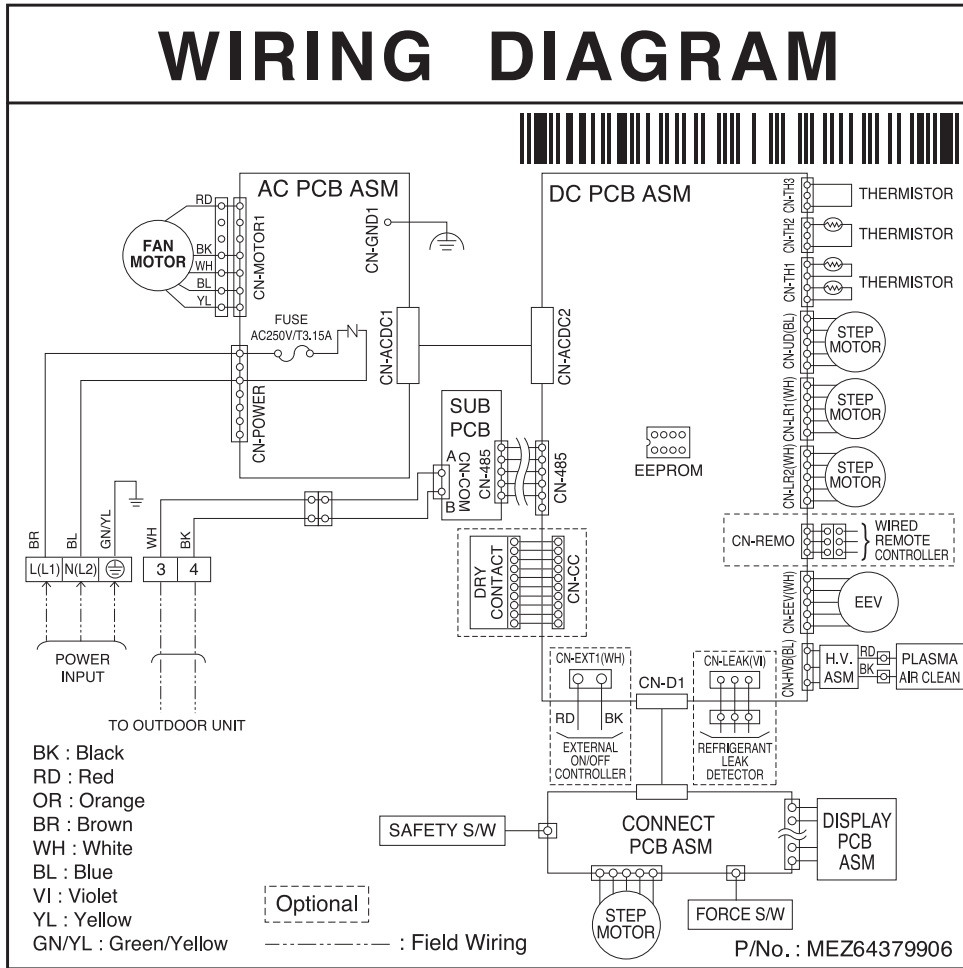 WIRING DIAGRAM
AC PCB ASM
DC PCB ASM
RD
FAN
MOTOR
BK
WH
BL
YL
CN-MOTOR1
CN-GND1
FUSE
AC250V/T3.15A
N
CN-ACDC1
CN-ACDC2
CN-POWER
CN-TH3
THERMISTOR
CN-TH2
THERMISTOR
CN-TH1
THERMISTOR
CN-UD(BL)
STEP
MOTOR
CN-LR1(WH)
STEP
MOTOR
CN-LR2(WH)
STEP
MOTOR
SUB
PCB
A
B
CN-COM
CN-485
CN-485
EEPROM
CN-REMO
WIRED
REMOTE
CONTROLLER
DRY
CONTACT
CN-CC
CN-EEV(WH)
EEV
CN-HVB(BL)
H.V.
ASM
RD
BK
PLASMA
AIR CLEAN
BR
BL
GN/YL
WH
BK
L(L1)
N(L2)
3
4
POWER
INPUT
TO OUTDOOR UNIT
CN-EXT1(WH)
RD
BK
EXTERNAL
ON/OFF
CONTROLLER
CN-D1
CN-LEAK(VI)
REFRIGERANT
LEAK
DETECTOR
SAFETY S/W
CONNECT
PCB ASM
DISPLAY
PCB
ASM
STEP
MOTOR
FORCE S/W
BK : Black
RD : Red
OR : Orange
BR : Brown
WH : White
BL : Blue
VI : Violet
YL : Yellow
GN/YL : Green/Yellow
Optional
: Field Wiring
P/No. : MEZ64379906